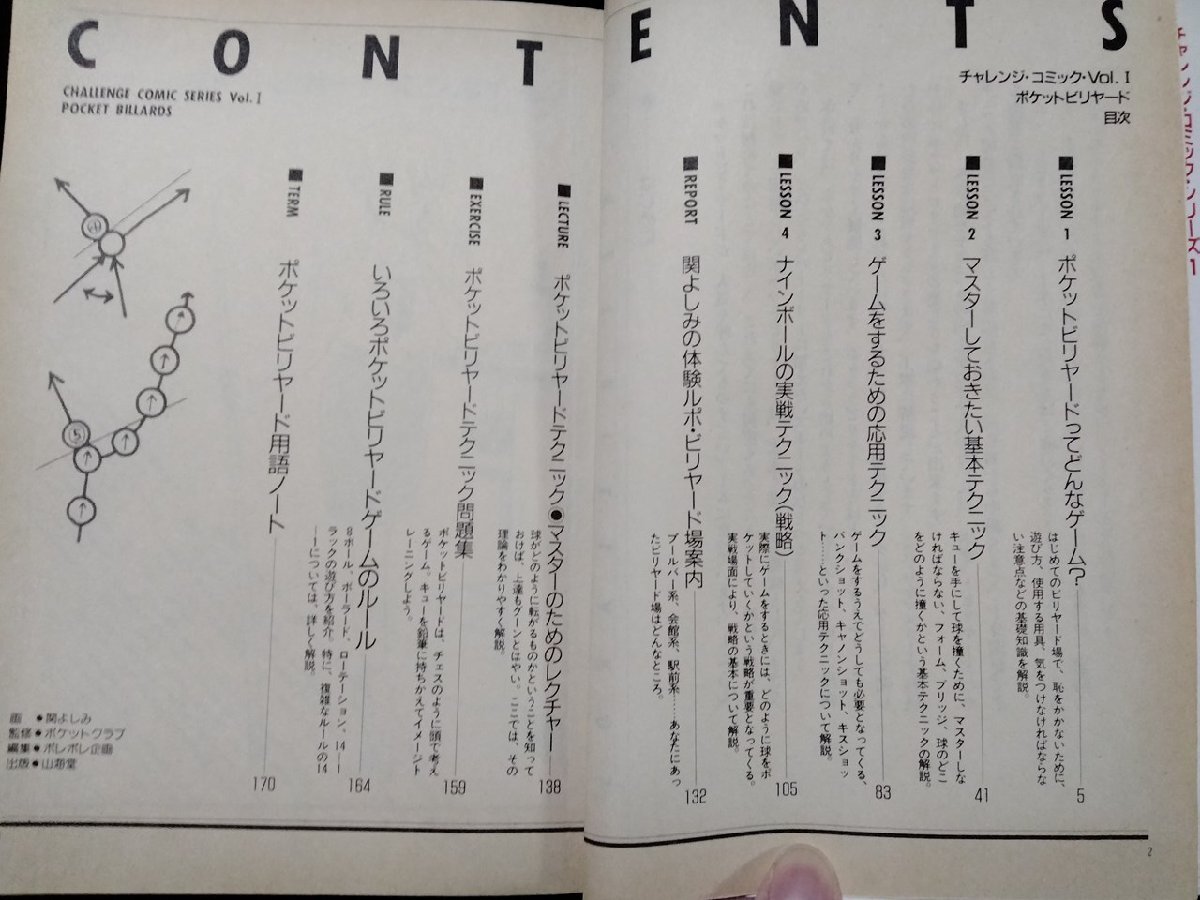 CONTENTS
チャレンジ・コミック・Vol.Ⅰ
ポケットビリヤード
目次
LESSON 1 ポケットビリヤードってどんなゲーム? 5
はじめてのビリヤード場で、恥をかかないために、
遊び方、使用する用具、気をつけなければならな
い注意点などの基礎知識を解説。
LESSON 2 マスターしておきたい基本テクニック 41
キューを手にして球を撞くために、マスターしな
ければならない、フォーム、ブリッジ、球のどこ
をどのように撞くかという基本テクニックの解説。
LESSON 3 ゲームをするための応用テクニック 83
ゲームをするうえでどうしても必要となってくる、
バンクショット、キャノンショット、キスショッ
ト……といった応用テクニックについて解説。
LESSON 4 ナインボールの実戦テクニック(戦略) 105
実際にゲームをするときには、どのように球をポ
ケットしていくかという戦略が重要となってくる。
実戦場面により、戦略の基本について解説。
REPORT 関よしみの体験ルポ・ビリヤード場案内 132
プールバー系、会館系、駅前系……あなたにあっ
たビリヤード場はどんなところ。
CHALLENGE COMIC SERIES Vol.Ⅰ
POCKET BILLARDS
LECTURE ポケットビリヤードテクニック●マスターのためのレクチャー 138
球がどのように転がるものかということを知って
おけば、上達もグーンとはやい。ここでは、その
理論をわかりやすく解説。
EXERCISE ポケットビリヤードテクニック問題集 159
ポケットビリヤードは、チェスのように頭で考え
るゲーム。キューを鉛筆に持ちかえてイメージト
レーニングしよう。
RULE いろいろポケットビリヤードゲームのルール 164
8ボール、ボーラード、ローテーション、14―1
ラックの遊び方を紹介。特に、複雑なルールの14
―1については、詳しく解説。
TERM ポケットビリヤード用語ノート 170
画 ●関よしみ
監修●ポケットクラブ
編集●ポレポレ企画
出版●山海堂
5
2
チャレンジ・コミック・シリーズ1